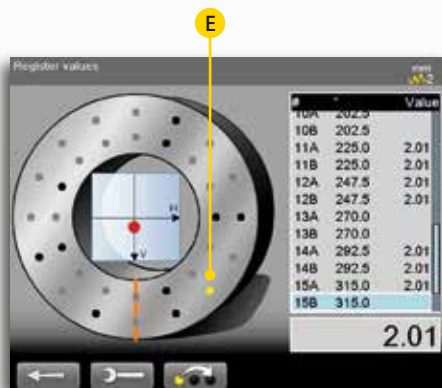 E
Register values
mm
# ° Value
10A 202.5
10B 202.5
11A 225.0 2.01
11B 225.0 2.01
12A 247.5 2.01
12B 247.5 2.01
13A 270.0
13B 270.0
14A 292.5 2.01
14B 292.5 2.01
15A 315.0 2.01
15B 315.0
H
V
2.01